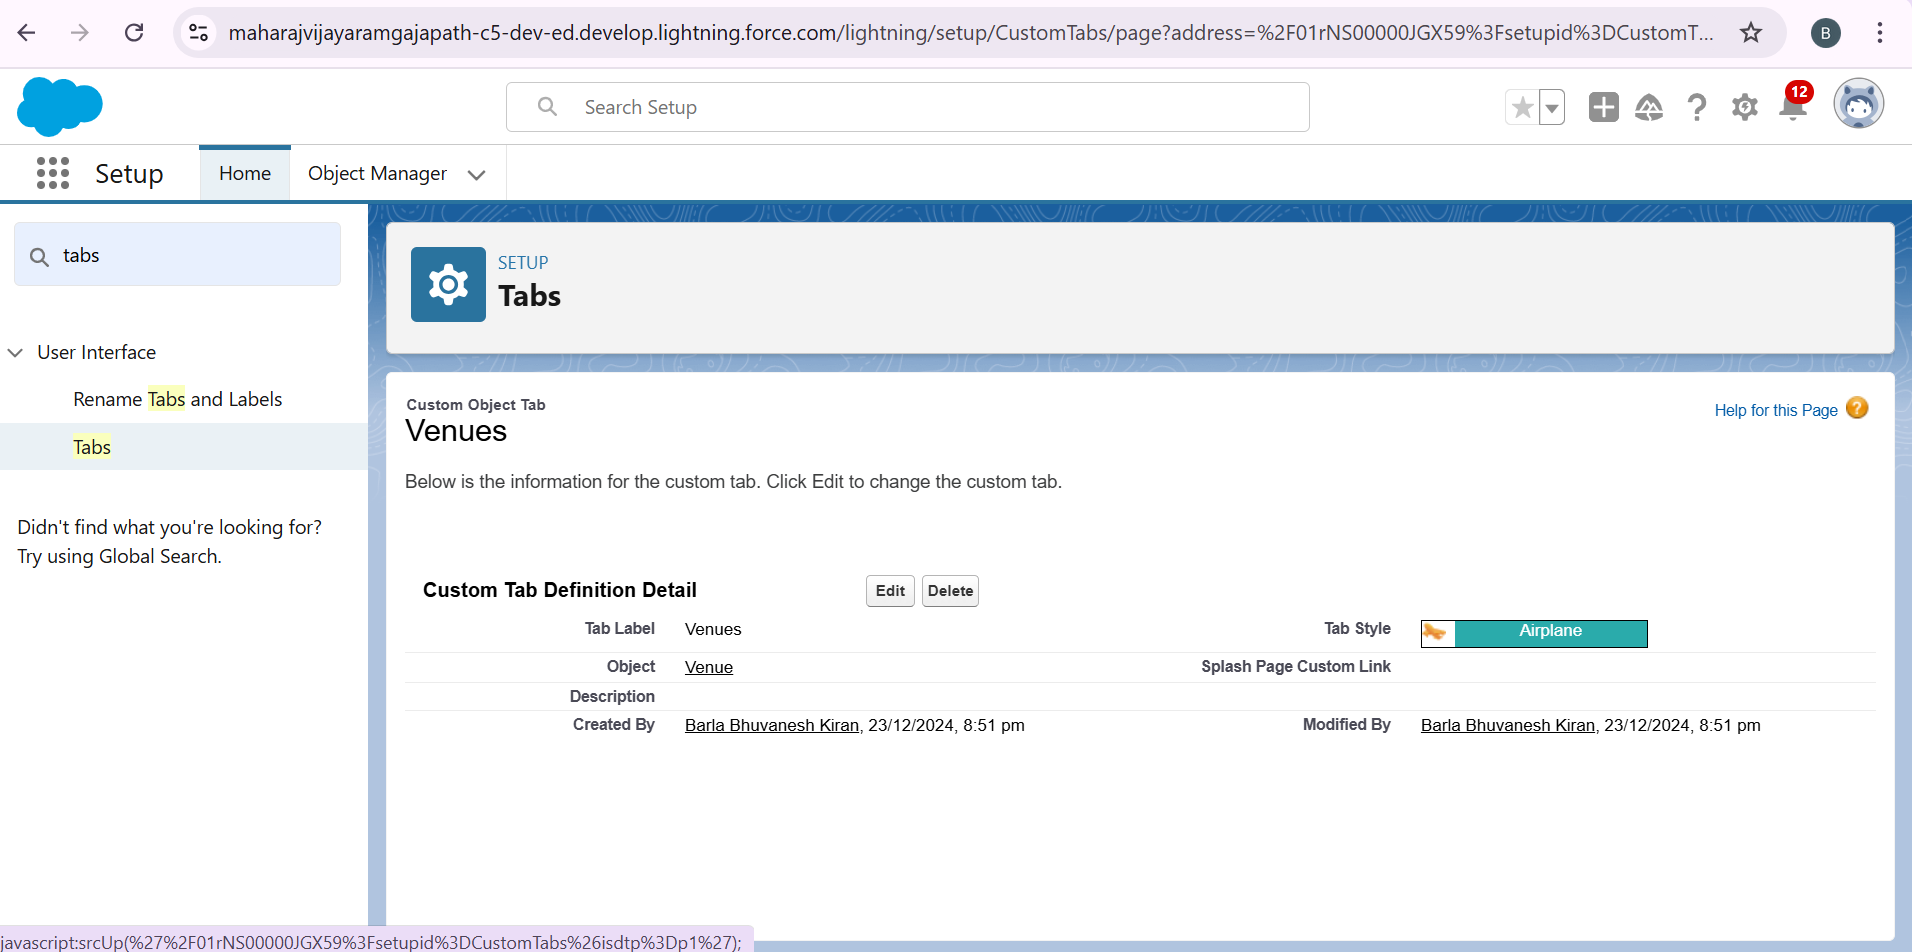 maharajvijayaramgajapath-c5-dev-ed.develop.lightning.force.com/lightning/setup/CustomTabs/page?address=%2F01rNS00000JGX59%3Fsetupid%3DCustomT...
B
Search Setup
12
Setup
Home
Object Manager
tabs
User Interface
Rename Tabs and Labels
Tabs
Didn't find what you're looking for?
Try using Global Search.
SETUP
Tabs
Custom Object Tab
Venues
Help for this Page
Below is the information for the custom tab. Click Edit to change the custom tab.
Custom Tab Definition Detail
Edit
Delete
Tab Label Venues Tab Style Airplane
Object Venue Splash Page Custom Link
Description
Created By Barla Bhuvanesh Kiran, 23/12/2024, 8:51 pm Modified By Barla Bhuvanesh Kiran, 23/12/2024, 8:51 pm
javascript:srcUp(%27%2F01rNS00000JGX59%3Fsetupid%3DCustomTabs%26isdtp%3Dp1%27);